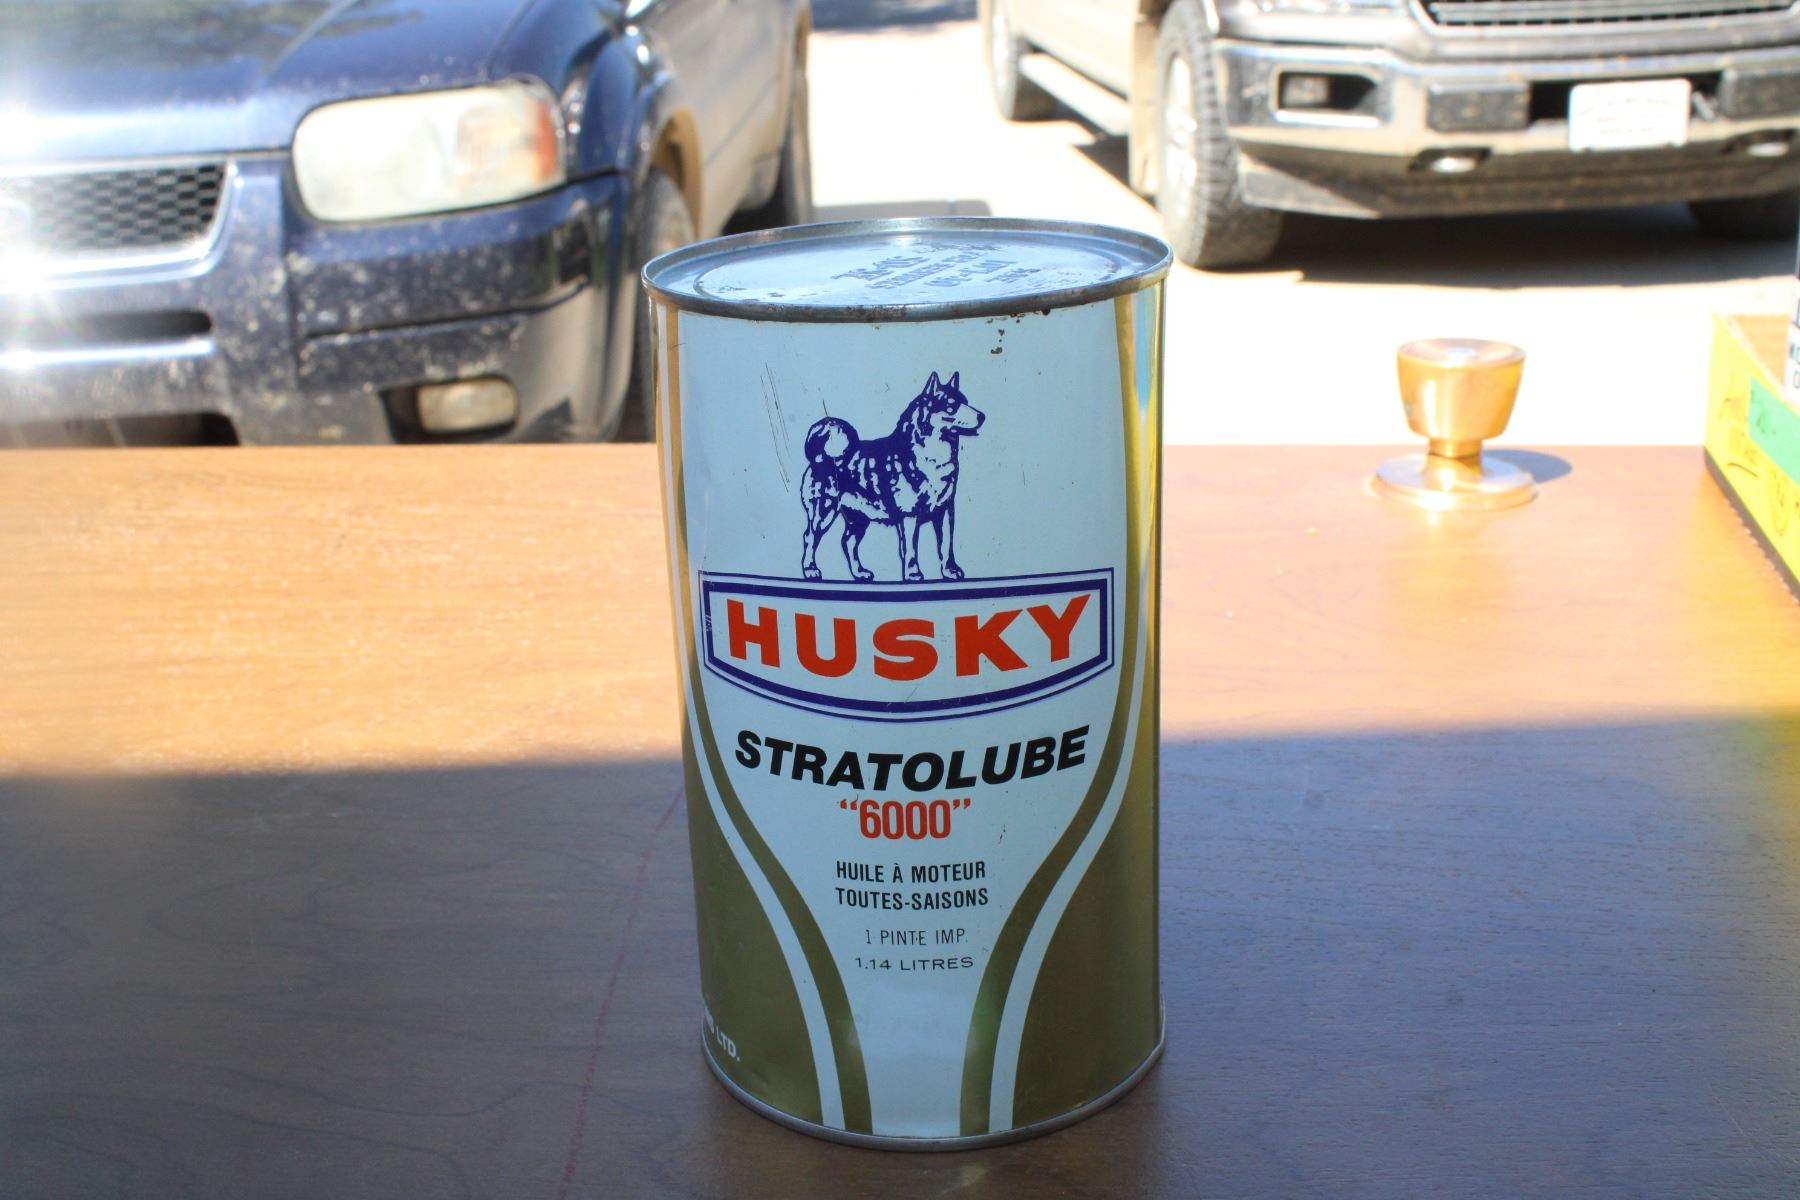 HUSKY
STRATOLUBE
“6000”
HUILE À MOTEUR
TOUTES-SAISONS
1 PINTE IMP.
1.14 LITRES
LTD.